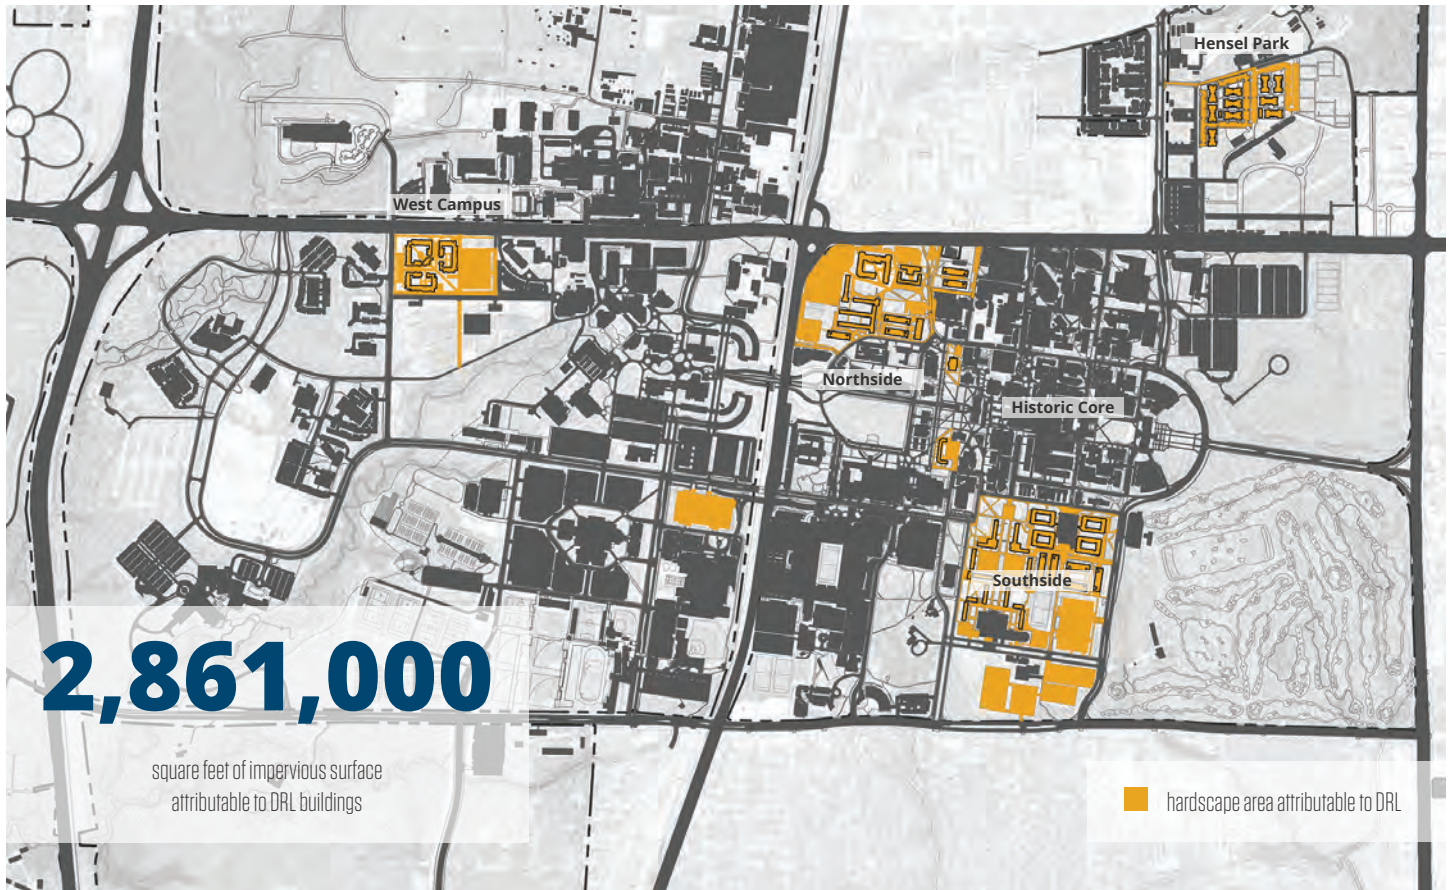 Hensel Park
West Campus
Northside
Historic Core
Southside
2,861,000
square feet of impervious surface
attributable to DRL buildings
hardscape area attributable to DRL